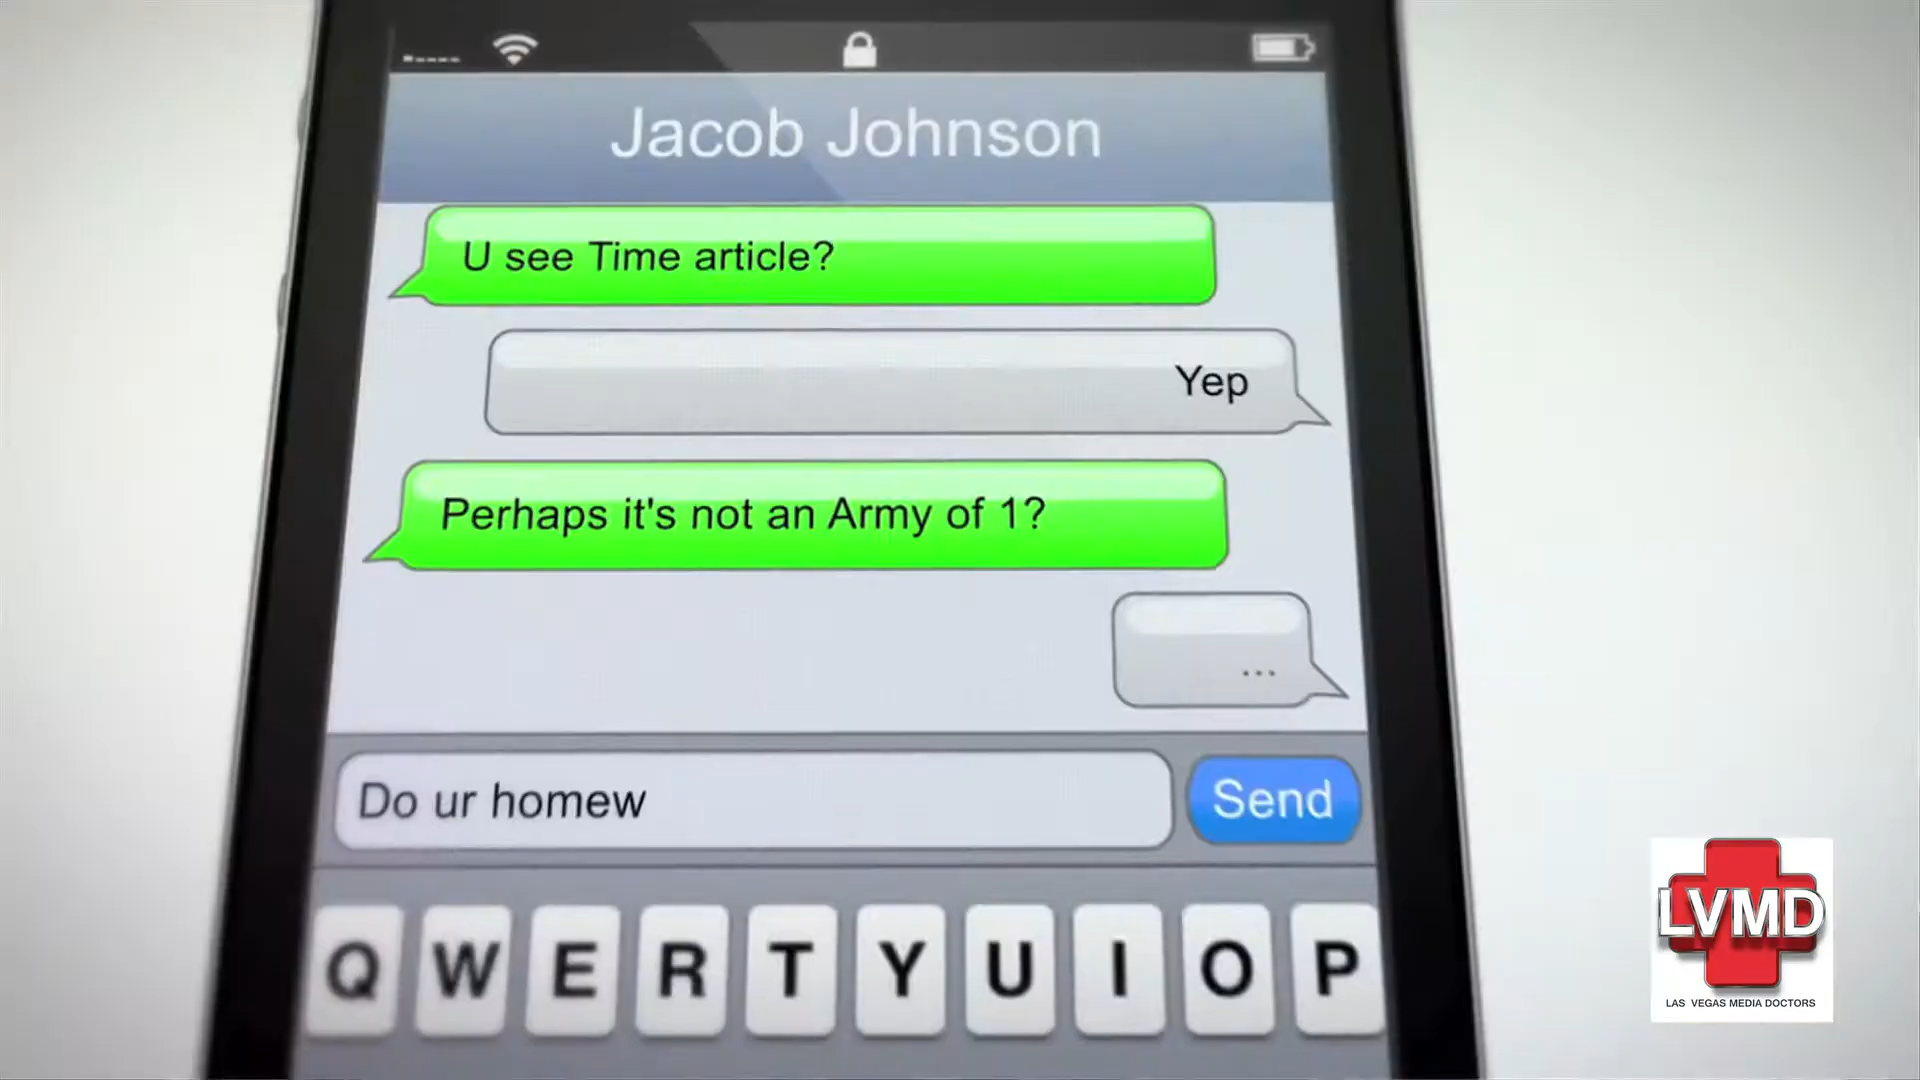 Jacob Johnson
U see Time article?
Yep
Perhaps it's not an Army of 1?
...
Do ur homew
Send
Q W E R T Y U I O P
LVMD
LAS VEGAS MEDIA DOCTORS